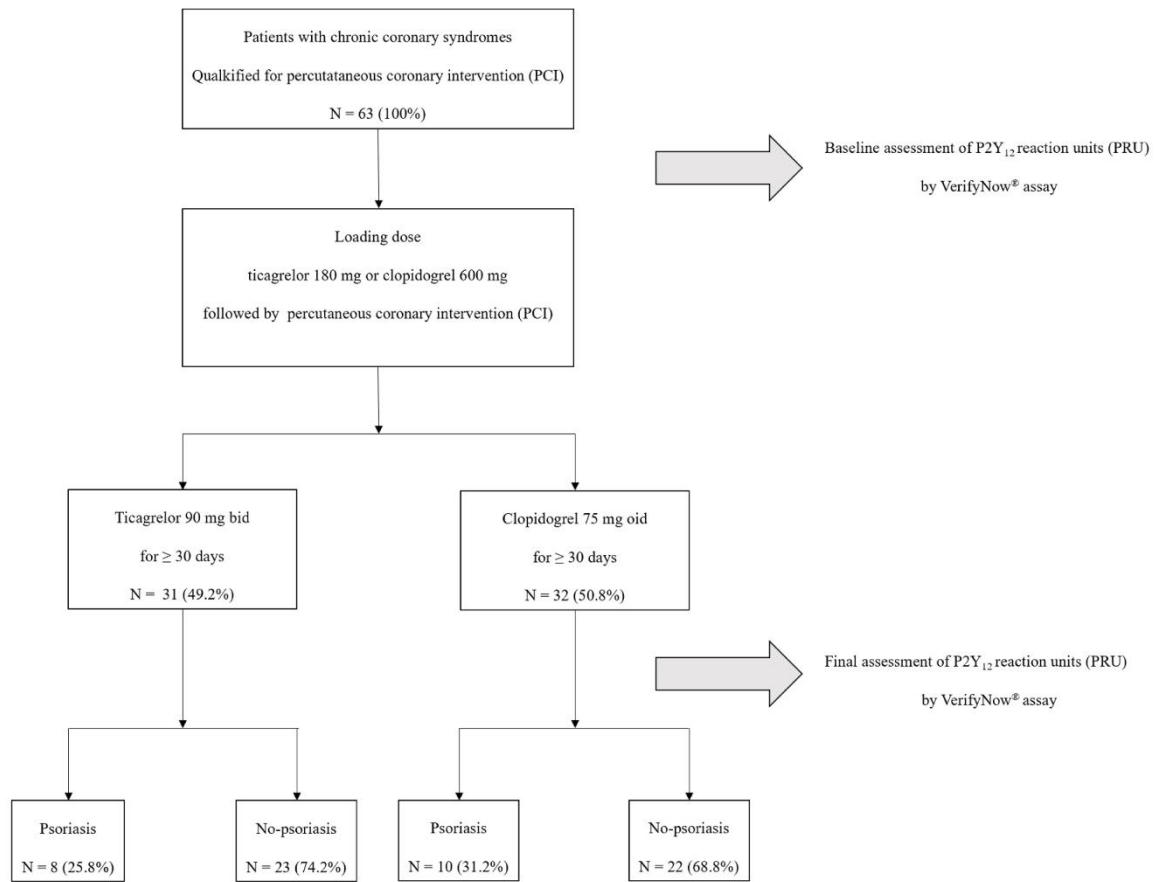 Patients with chronic coronary syndromes
Qualkified for percutataneous coronary intervention (PCI)
N = 63 (100%)
Baseline assessment of P2Y₁₂ reaction units (PRU)
by VerifyNow® assay
Loading dose
ticagrelor 180 mg or clopidogrel 600 mg
followed by percutaneous coronary intervention (PCI)
Ticagrelor 90 mg bid
for ≥ 30 days
N = 31 (49.2%)
Clopidogrel 75 mg oid
for ≥ 30 days
N = 32 (50.8%)
Final assessment of P2Y₁₂ reaction units (PRU)
by VerifyNow® assay
Psoriasis
N = 8 (25.8%)
No-psoriasis
N = 23 (74.2%)
Psoriasis
N = 10 (31.2%)
No-psoriasis
N = 22 (68.8%)